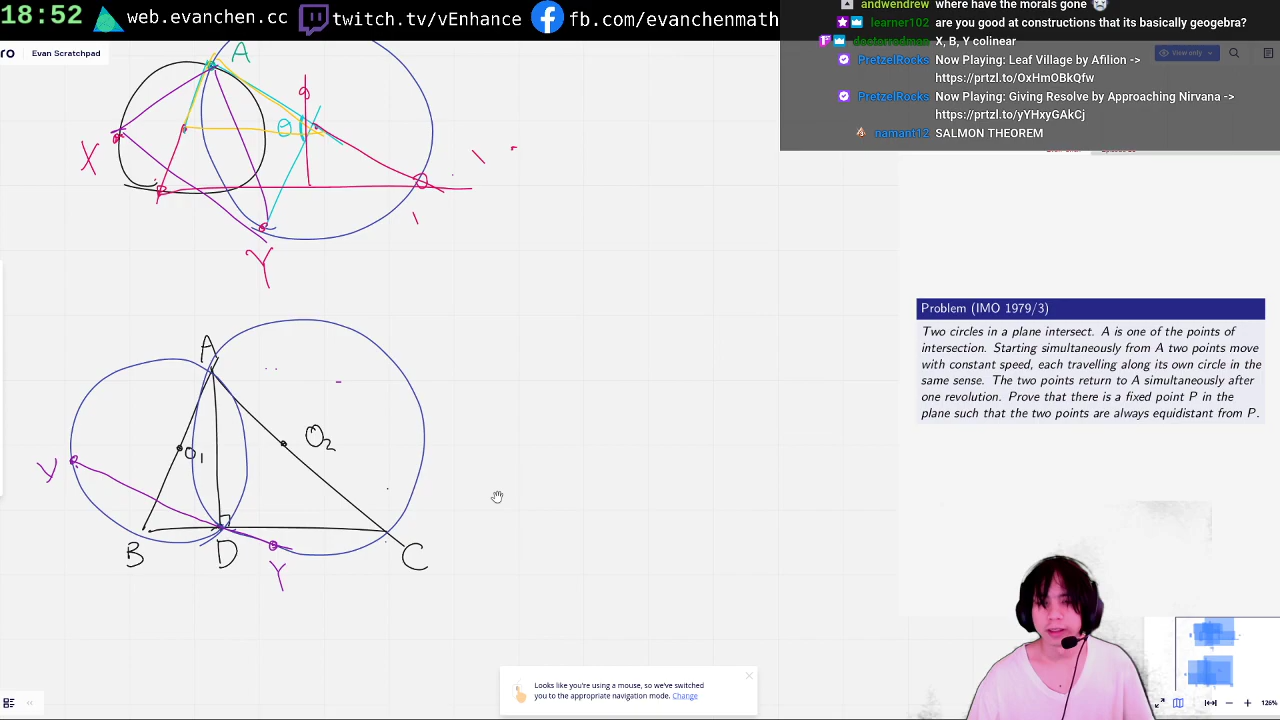 18:52
web.evanchen.cc
twitch.tv/vEnhance
fb.com/evanchenmath
ro
Evan Scratchpad
andwendrew where have the morals gone
learner102 are you good at constructions that its basically geogebra?
X, B, Y colinear
PretzelRocks Now Playing: Leaf Village by Afilion ->
https://prtzl.to/OxHmOBkQfw
PretzelRocks Now Playing: Giving Resolve by Approaching Nirvana ->
https://prtzl.to/yYHxyGAkCj
namant12 SALMON THEOREM
View only
A
θ
X
B
Y
A
O2
O1
Y
B
D
C
Y
Problem (IMO 1979/3)
Two circles in a plane intersect. A is one of the points of
intersection. Starting simultaneously from A two points move
with constant speed, each travelling along its own circle in the
same sense. The two points return to A simultaneously after
one revolution. Prove that there is a fixed point P in the
plane such that the two points are always equidistant from P.
Looks like you're using a mouse, so we've switched
you to the appropriate navigation mode. Change
126%